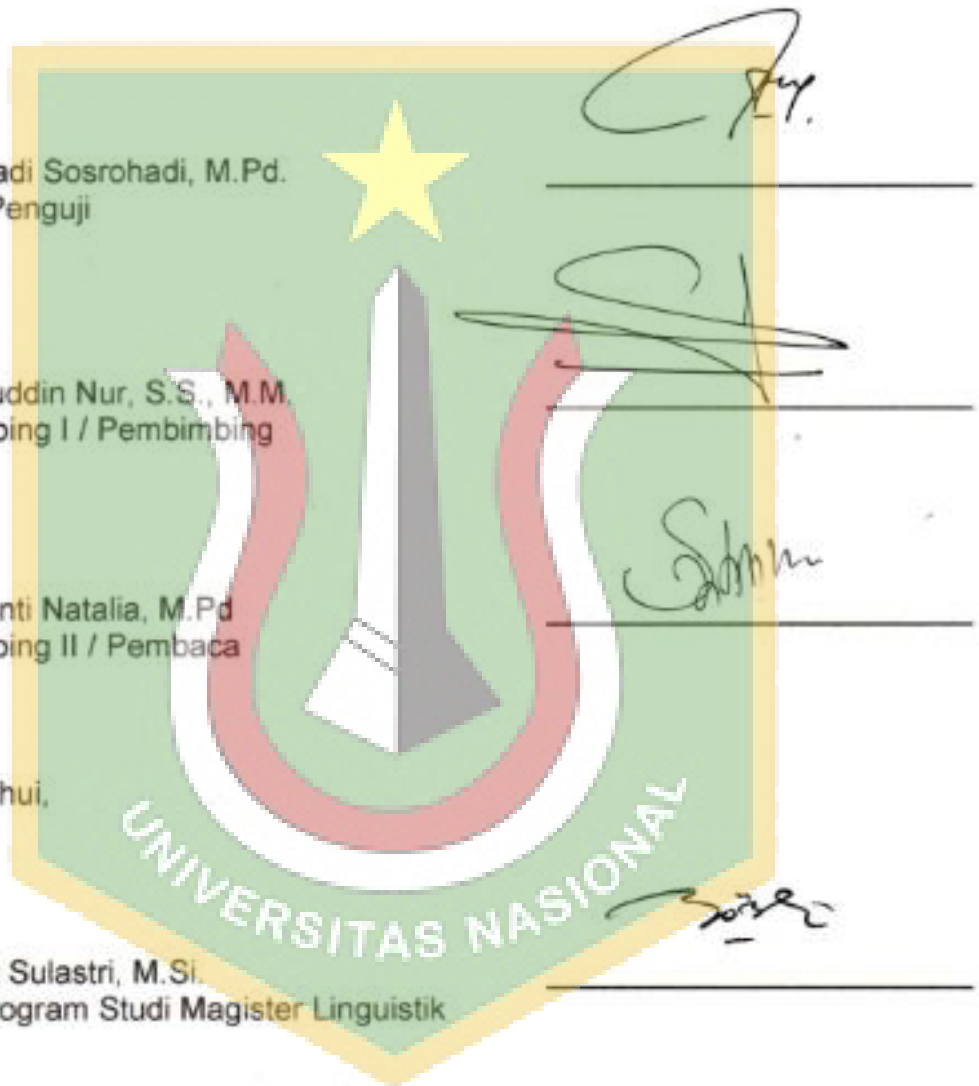 adi Sosrohadi, M.Pd.
Penguji
uddin Nur, S.S., M.M.
bing I / Pembimbing
nti Natalia, M.Pd
bing II / Pembaca
hui,
UNIVERSITAS NASIONAL
Sulastri, M.Si.
ogram Studi Magister Linguistik